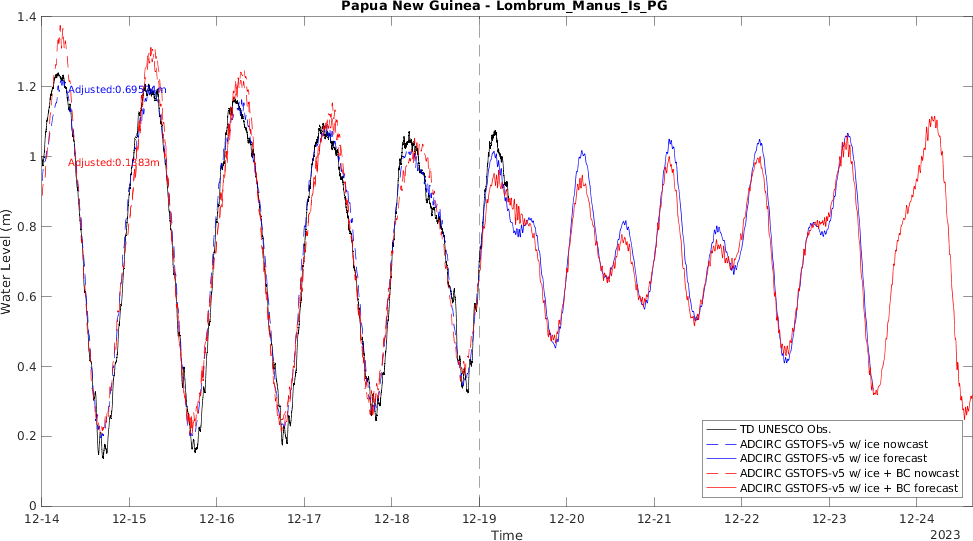 Papua New Guinea - Lombrum_Manus_Is_PG
1.4
1.2
1
0.8
0.6
0.4
0.2
0
Water Level (m)
Adjusted:
Adjusted:0.1383m
12-14
12-15
12-16
12-17
12-18
12-19
12-20
12-21
12-22
12-23
12-24
2023
Time
TD UNESCO Obs.
ADCIRC GSTOFS-v5 w/ ice nowcast
ADCIRC GSTOFS-v5 w/ ice forecast
ADCIRC GSTOFS-v5 w/ ice + BC nowcast
ADCIRC GSTOFS-v5 w/ ice + BC forecast